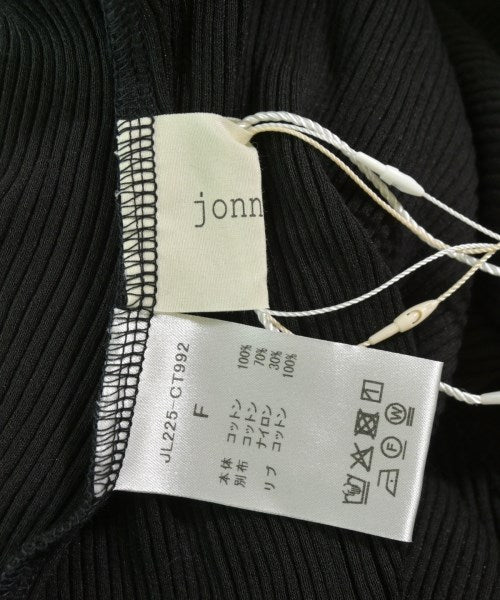 jonn
JL225-CT992
F
本体 コットン 100%
別布 コットン 70%
ナイロン 30%
リブ コットン 100%
F
W